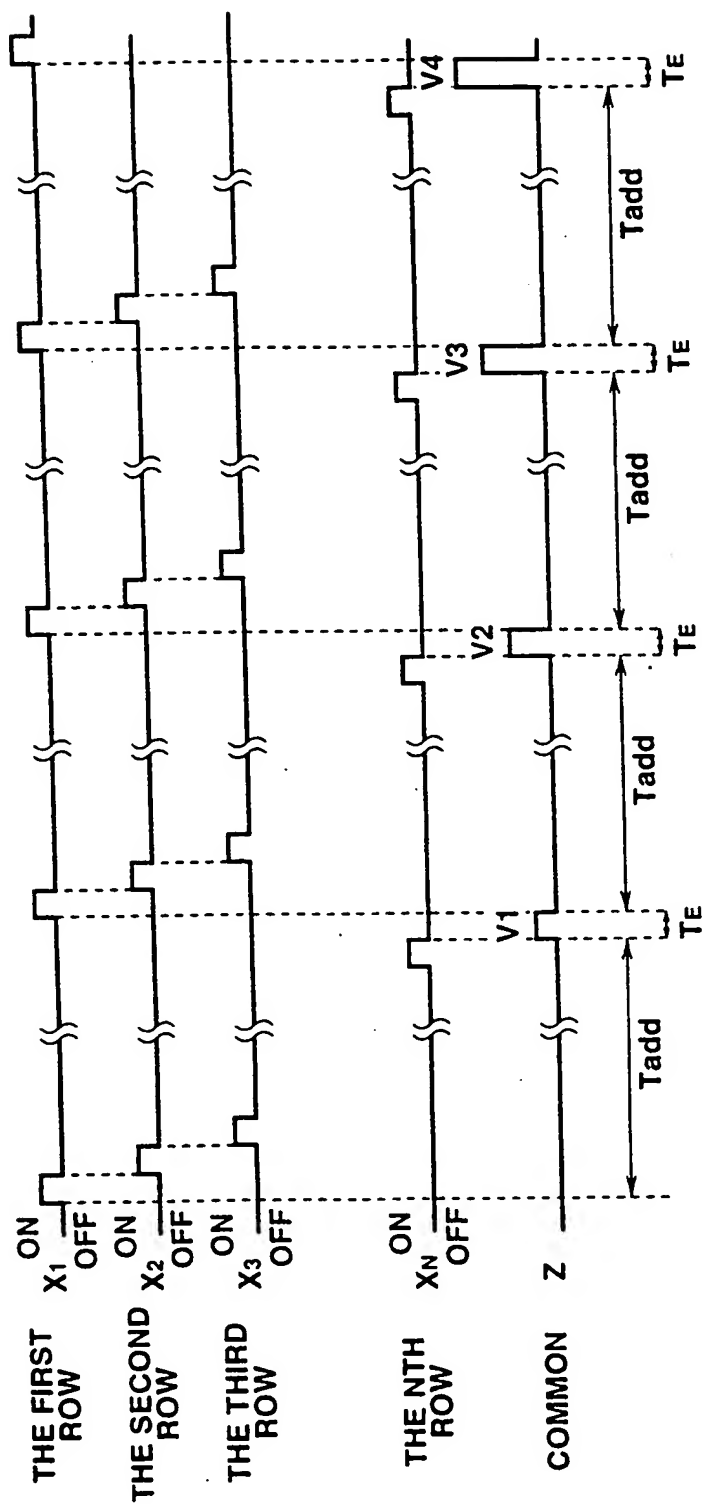 THE FIRST
ROW
X1
ON
OFF
THE SECOND
ROW
X2
ON
OFF
THE THIRD
ROW
X3
ON
OFF
THE NTH
ROW
XN
ON
OFF
COMMON
Z
V1
V2
V3
V4
Tadd
TE
Tadd
TE
Tadd
TE
Tadd
TE